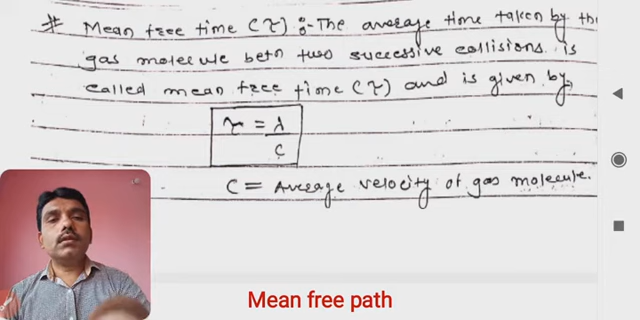 # Mean free time (τ) :- The average time taken by the
gas molecule betn two successive collisions is
called mean free time (τ) and is given by,
τ = λ/c
C = Average velocity of gas molecule.
Mean free path